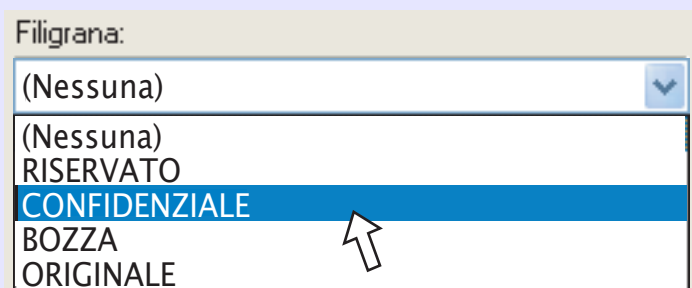 Filigrana:
(Nessuna)
(Nessuna)
RISERVATO
CONFIDENZIALE
BOZZA
ORIGINALE